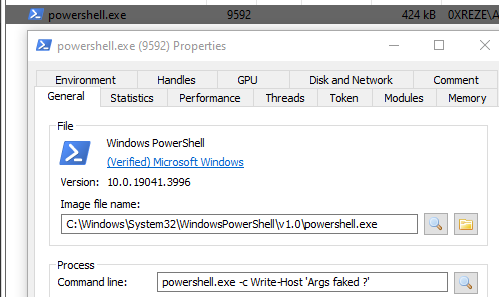 powershell.exe 9592 424 kB 0XREZE\A
powershell.exe (9592) Properties
Environment Handles GPU Disk and Network Comment
General Statistics Performance Threads Token Modules Memory
File
Windows PowerShell
(Verified) Microsoft Windows
Version: 10.0.19041.3996
Image file name:
C:\Windows\System32\WindowsPowerShell\v1.0\powershell.exe
Process
Command line: powershell.exe -c Write-Host 'Args faked ?'